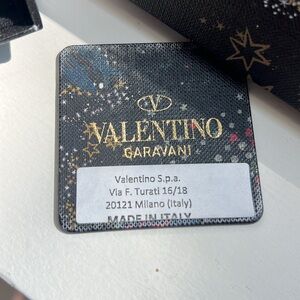 V
VALENTINO
GARAVANI
Valentino S.p.a.
Via F. Turati 16/18
20121 Milano (Italy)
MADE IN ITALY